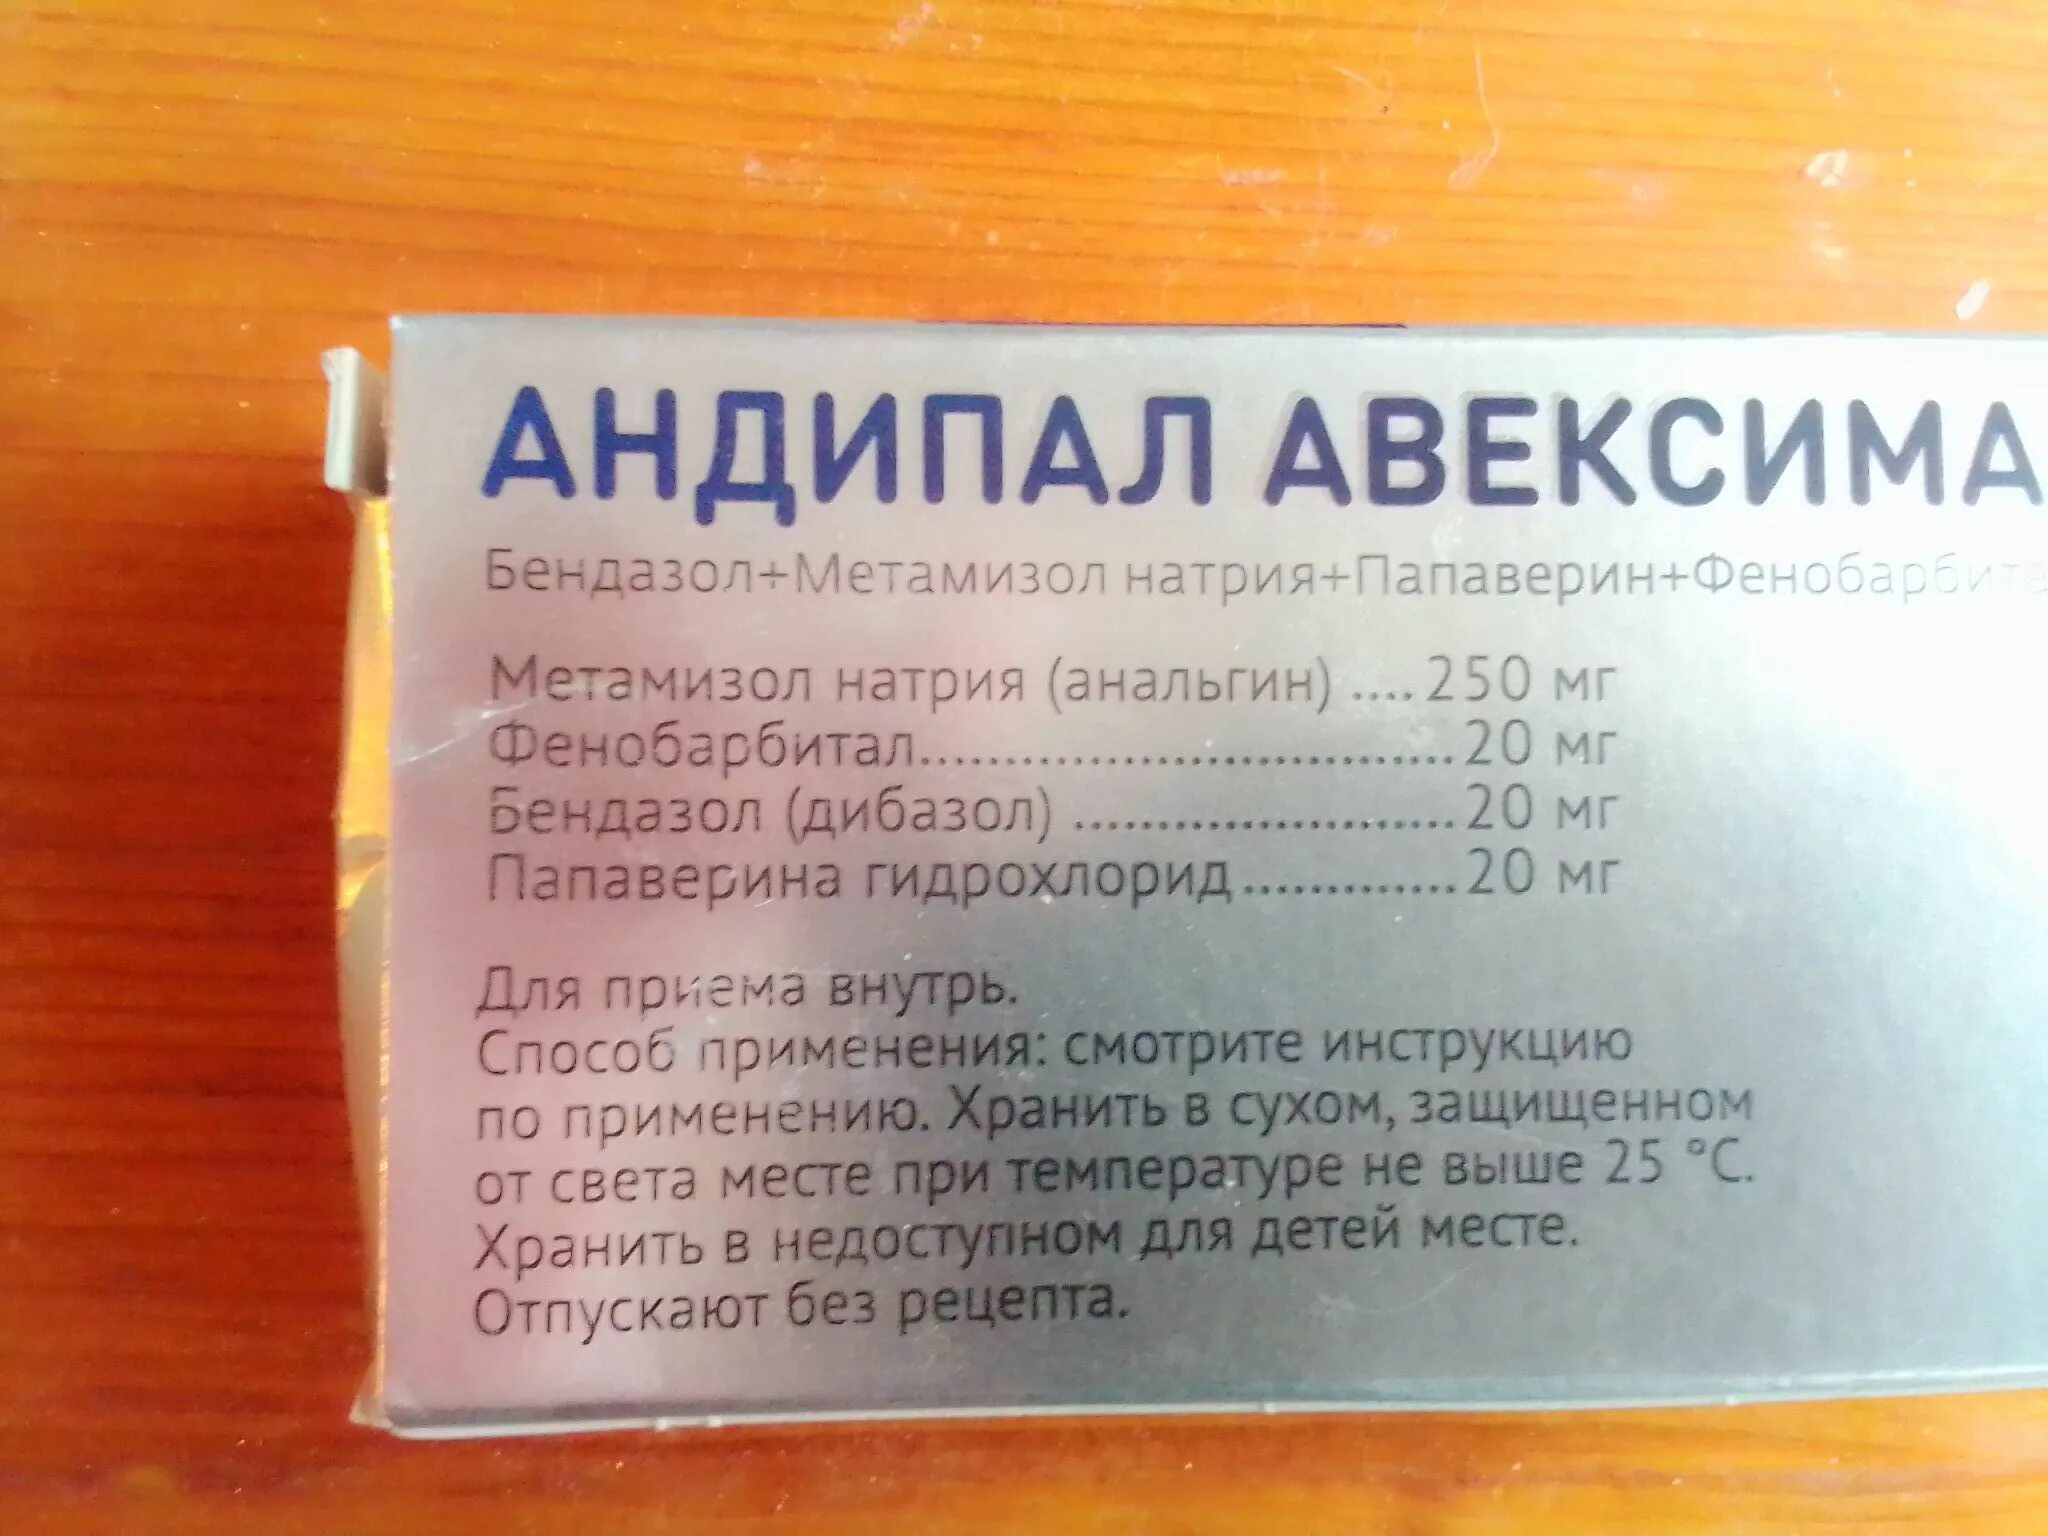 АНДИПАЛ АВЕКСИМА
Бендазол+Метамизол натрия+Папаверин+Фенобарбита
Метамизол натрия (анальгин) .... 250 мг
Фенобарбитал.................................20 мг
Бендазол (дибазол) .......................20 мг
Папаверина гидрохлорид.............20 мг
Для приема внутрь.
Способ применения: смотрите инструкцию
по применению. Хранить в сухом, защищенном
от света месте при температуре не выше 25 °C.
Хранить в недоступном для детей месте.
Отпускают без рецепта.